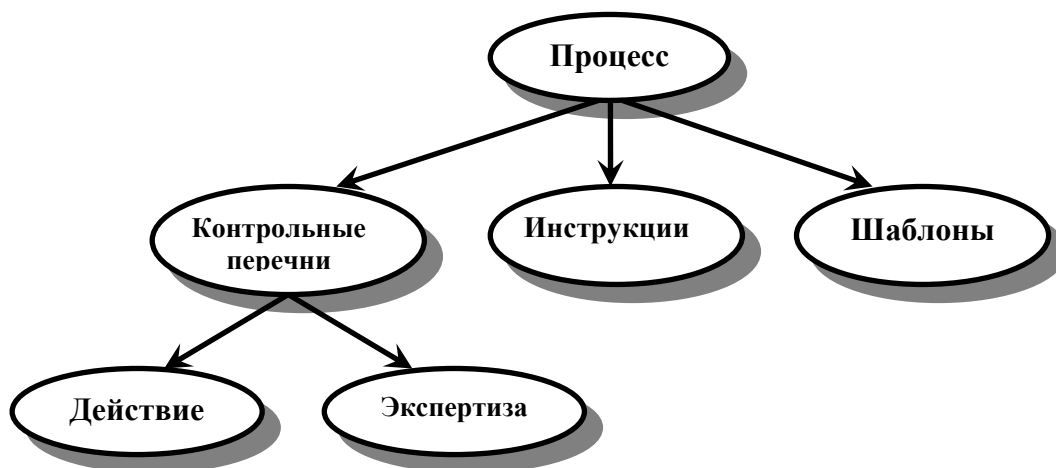 Процесс
Контрольные
перечни
Инструкции
Шаблоны
Действие
Экспертиза